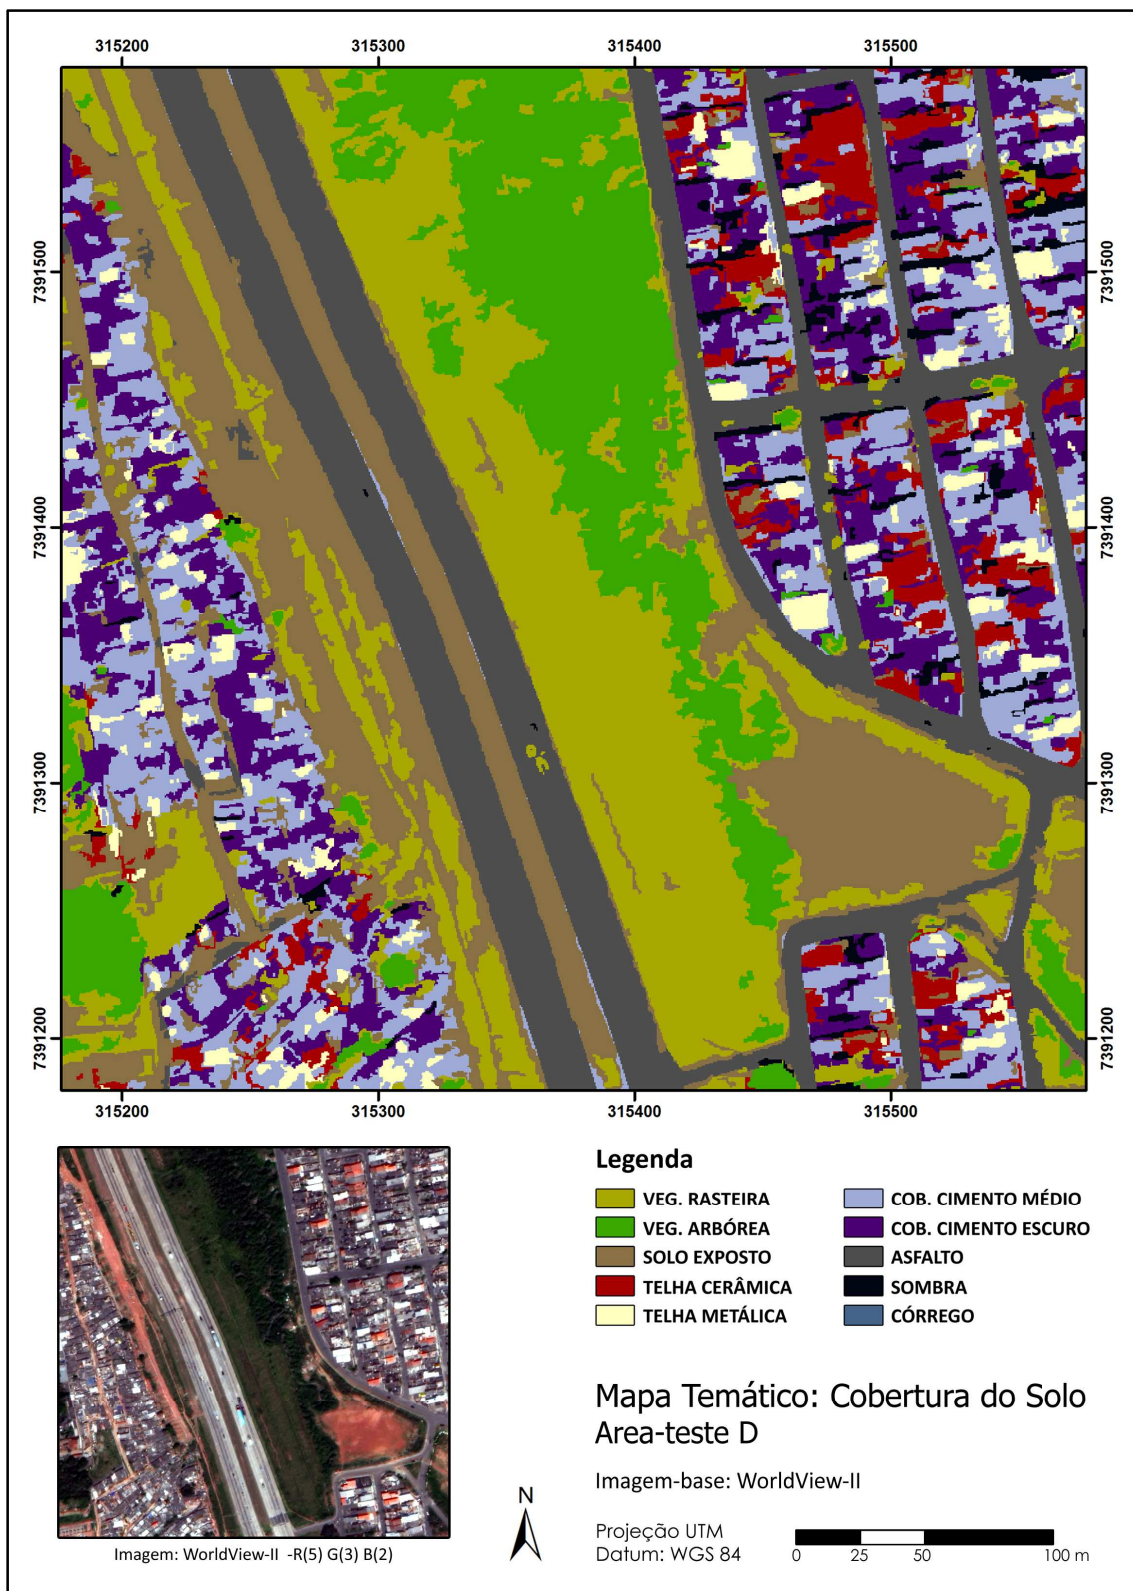 315200 315300 315400 315500
7391500 7391500
7391400 7391400
7391300 7391300
7391200 7391200
315200 315300 315400 315500
Legenda
VEG. RASTEIRA
VEG. ARBÓREA
SOLO EXPOSTO
TELHA CERÂMICA
TELHA METÁLICA
COB. CIMENTO MÉDIO
COB. CIMENTO ESCURO
ASFALTO
SOMBRA
CÓRREGO
Mapa Temático: Cobertura do Solo
Area-teste D
Imagem-base: WorldView-II
N
Projeção UTM
Datum: WGS 84
0 25 50 100 m
Imagem: WorldView-II -R(5) G(3) B(2)